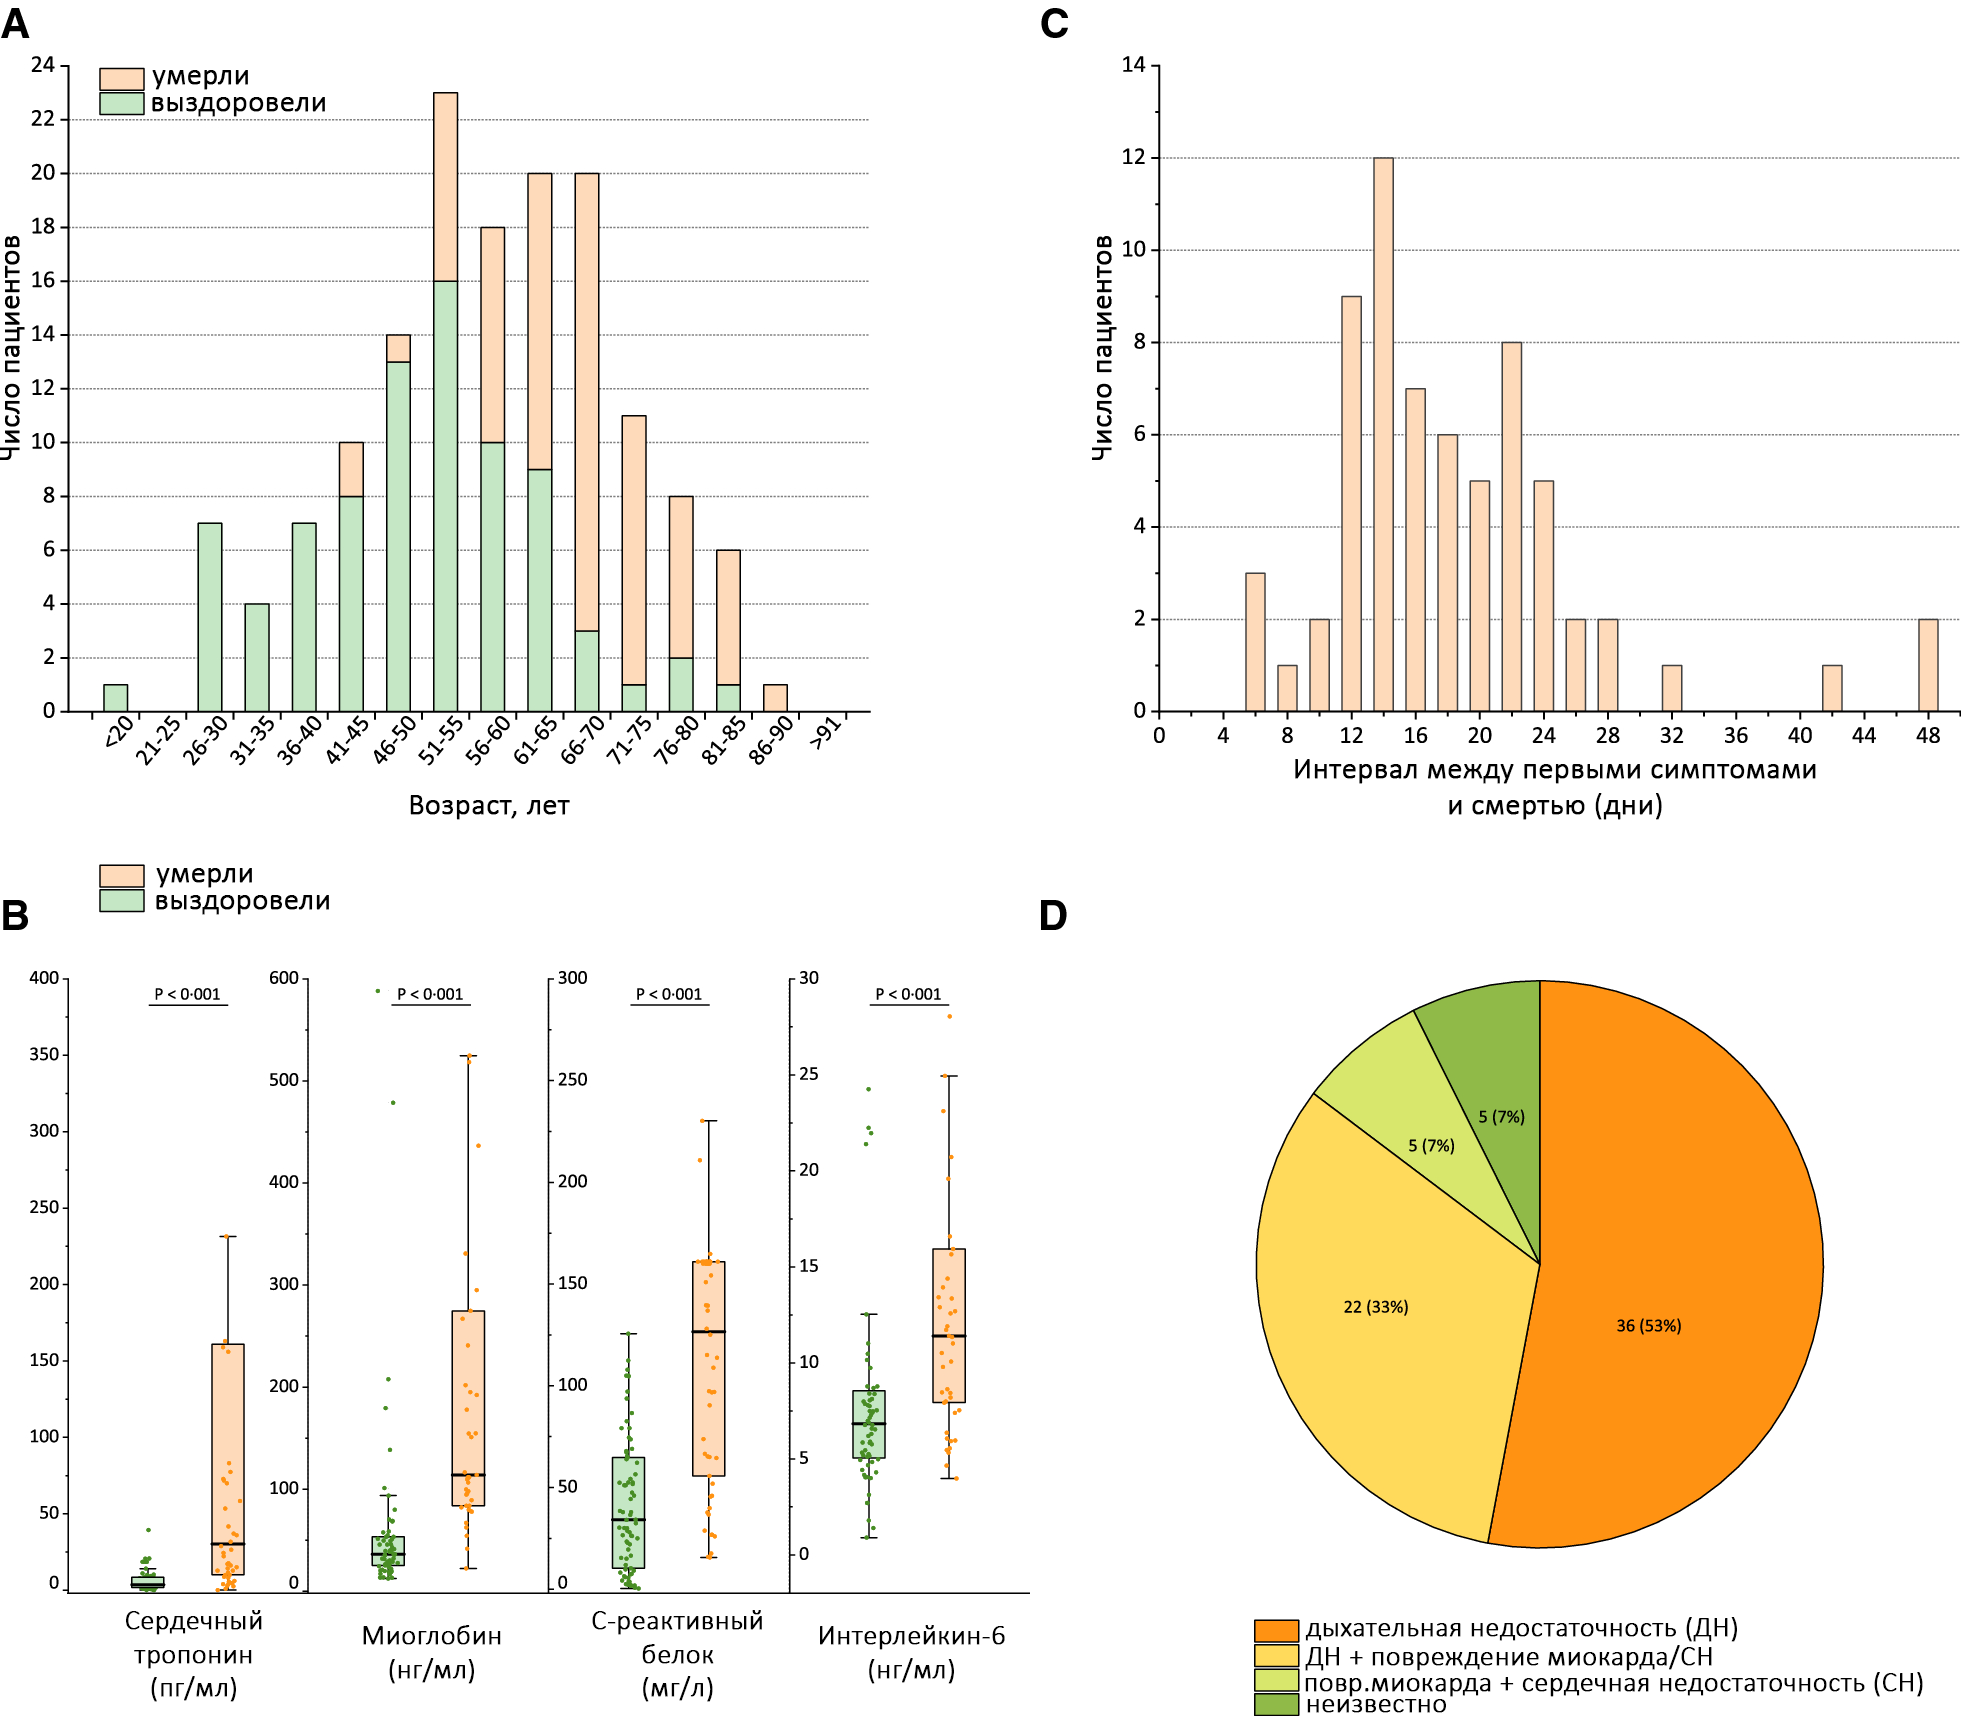 A
умерли
выздоровели
24
22
20
18
16
14
12
10
8
6
4
2
0
Число пациентов
<20
21-25
26-30
31-35
36-40
41-45
46-50
51-55
56-60
61-65
66-70
71-75
76-80
81-85
86-90
>91
Возраст, лет
C
14
12
10
8
6
4
2
0
Число пациентов
0
4
8
12
16
20
24
28
32
36
40
44
48
Интервал между первыми симптомами
и смертью (дни)
умерли
выздоровели
B
400
350
300
250
200
150
100
50
0
P < 0·001
Сердечный
тропонин
(пг/мл)
600
500
400
300
200
100
0
P < 0·001
Миоглобин
(нг/мл)
300
250
200
150
100
50
0
P < 0·001
С-реактивный
белок
(мг/л)
30
25
20
15
10
5
0
P < 0·001
Интерлейкин-6
(нг/мл)
D
5 (7%)
5 (7%)
22 (33%)
36 (53%)
дыхательная недостаточность (ДН)
ДН + повреждение миокарда/СН
повр.миокарда + сердечная недостаточность (СН)
неизвестно